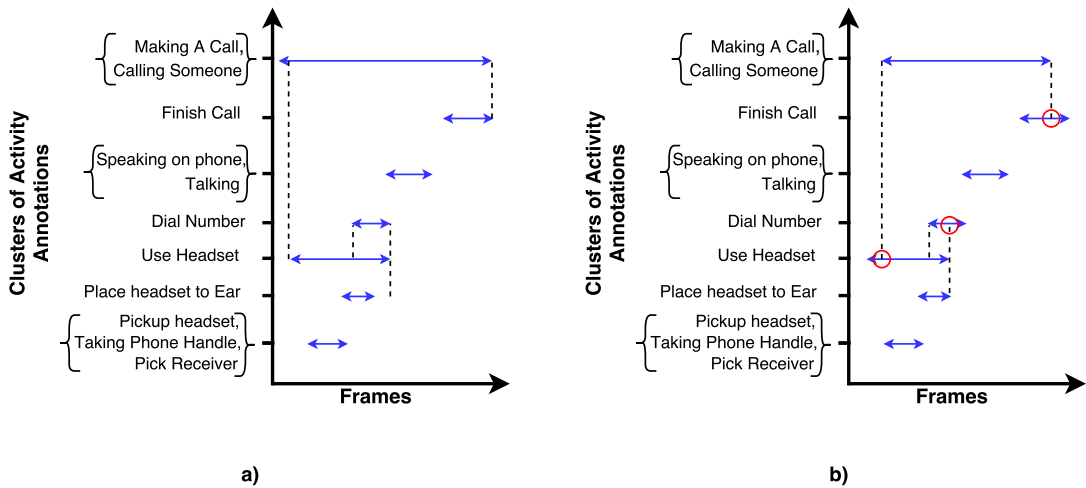 Clusters of Activity
Annotations
Making A Call,
Calling Someone
Finish Call
Speaking on phone,
Talking
Dial Number
Use Headset
Place headset to Ear
Pickup headset,
Taking Phone Handle,
Pick Receiver
Frames
a)
Clusters of Activity
Annotations
Making A Call,
Calling Someone
Finish Call
Speaking on phone,
Talking
Dial Number
Use Headset
Place headset to Ear
Pickup headset,
Taking Phone Handle,
Pick Receiver
Frames
b)